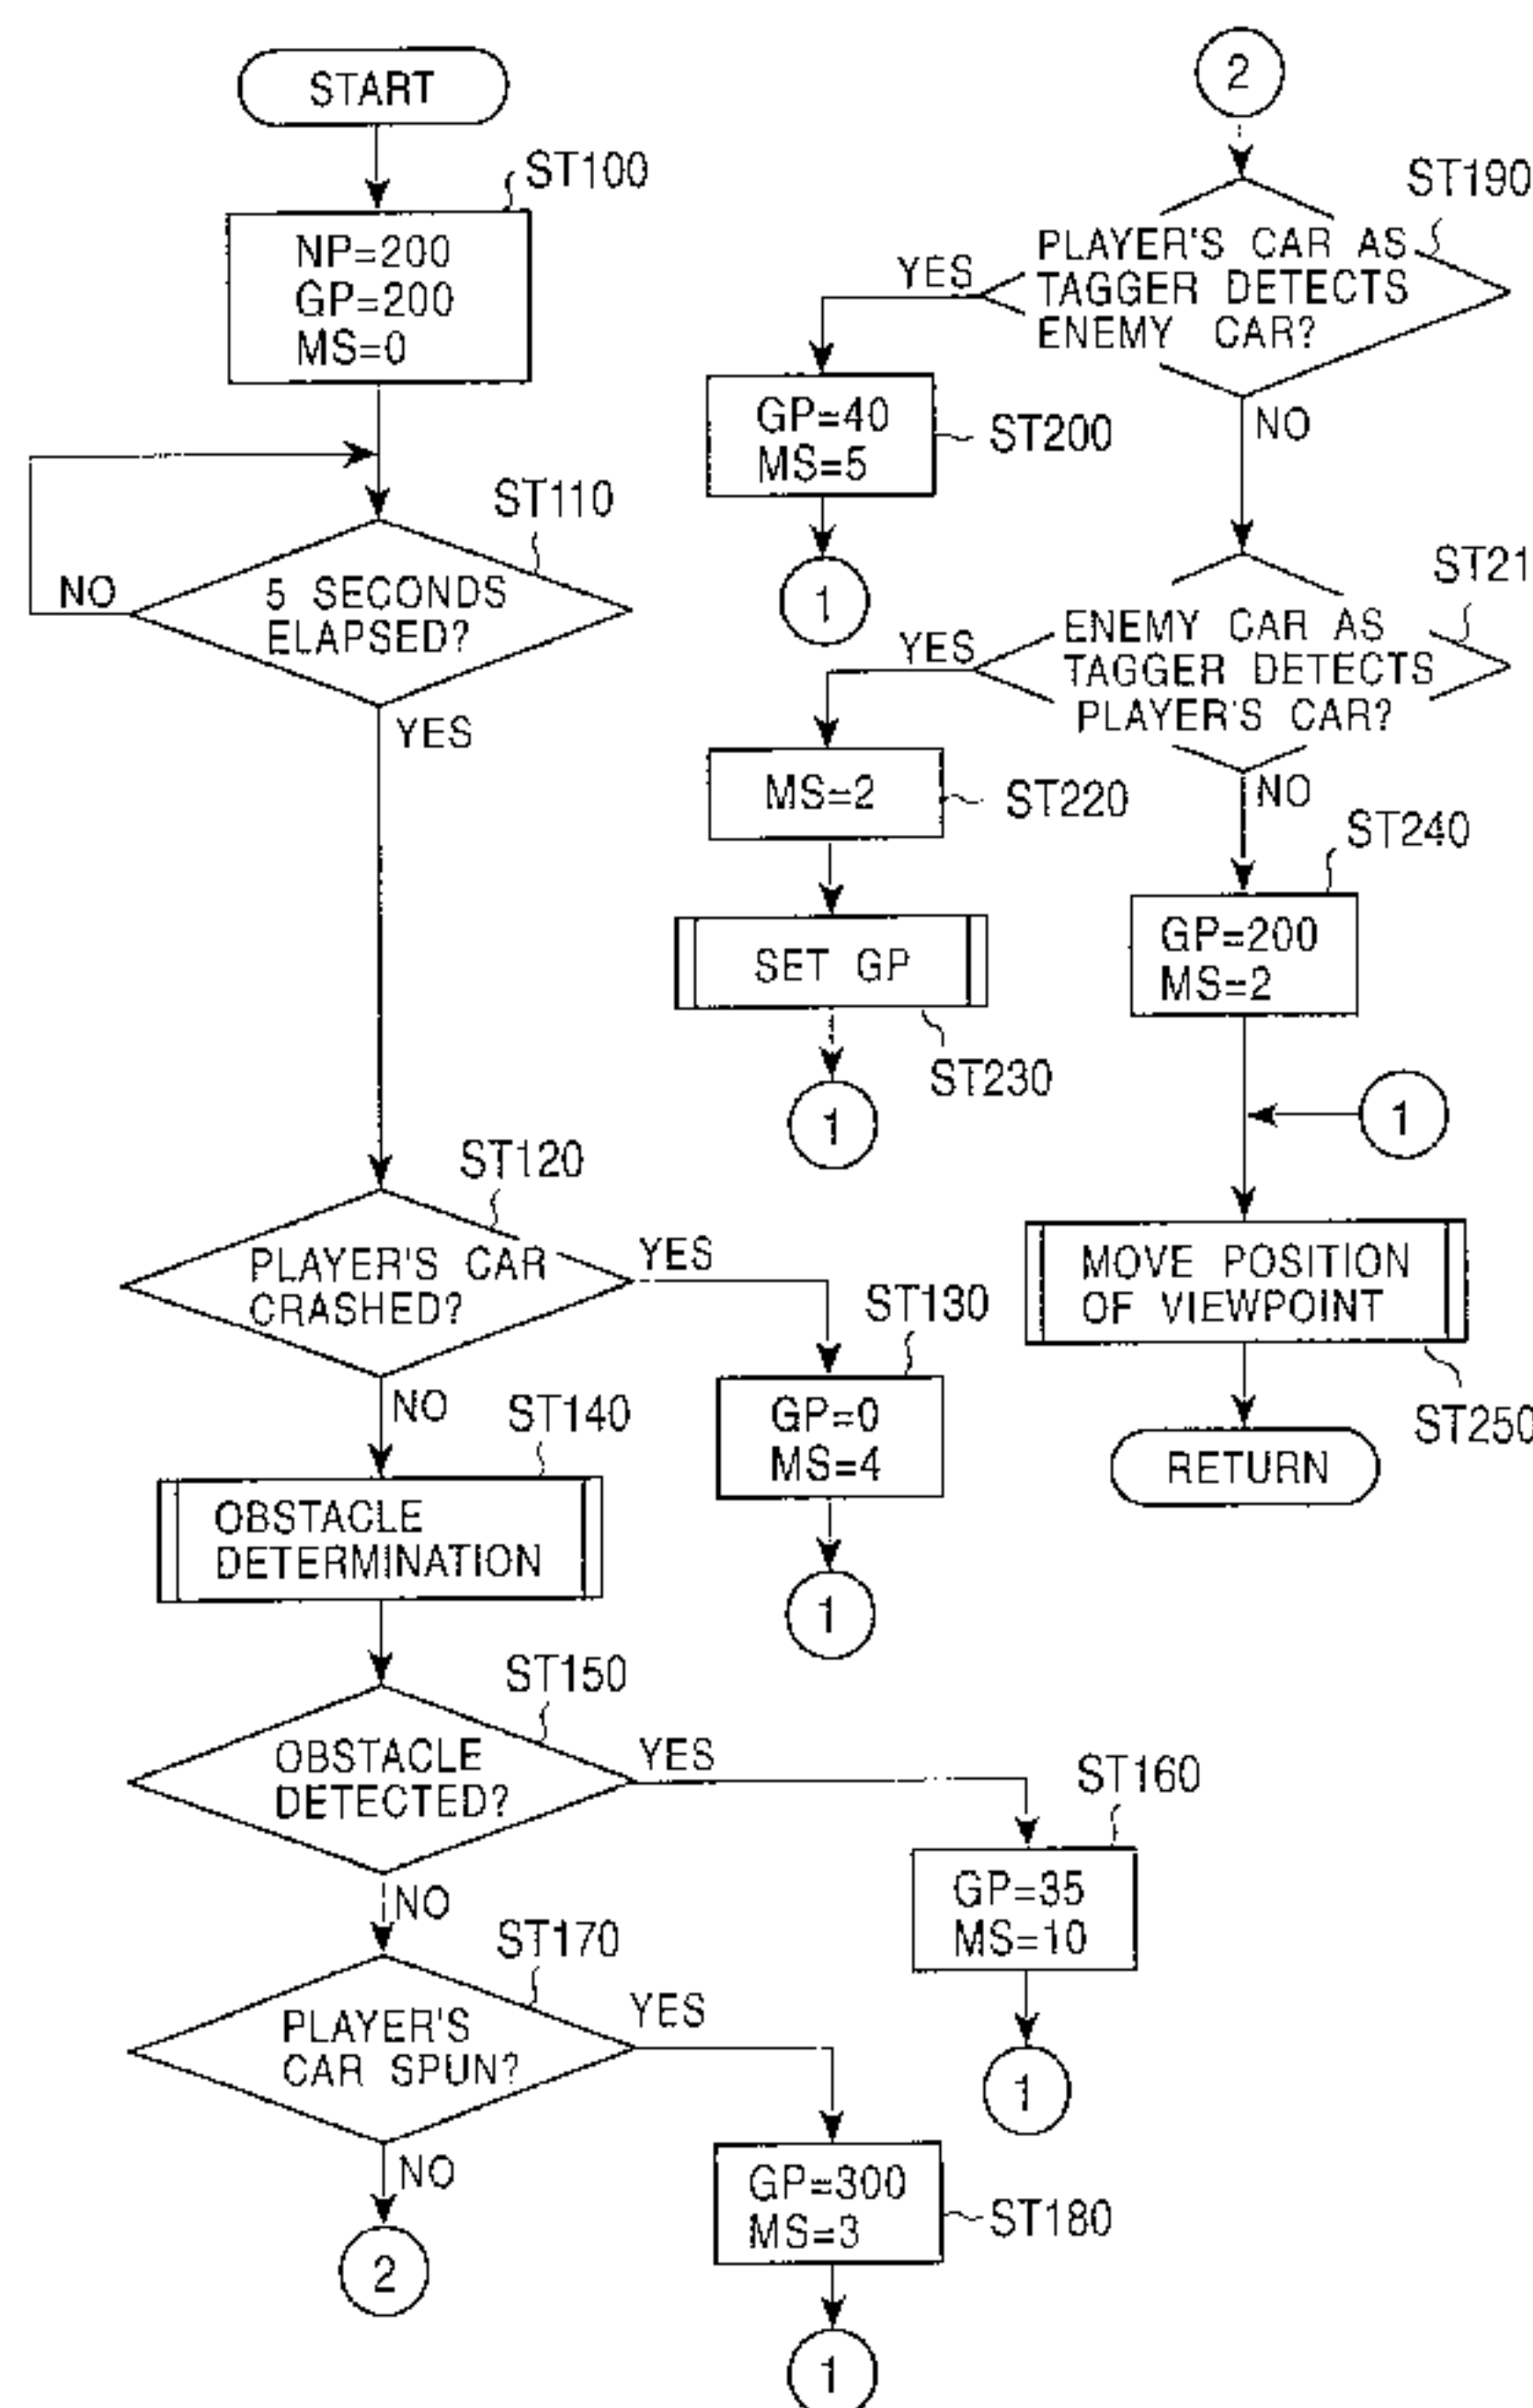 START
ST100
NP=200
GP=200
MS=0
ST110
NO
5 SECONDS
ELAPSED?
YES
ST120
PLAYER'S CAR
CRASHED?
YES
ST130
GP=0
MS=4
1
NO
ST140
OBSTACLE
DETERMINATION
ST150
OBSTACLE
DETECTED?
YES
ST160
GP=35
MS=10
1
NO
ST170
PLAYER'S
CAR SPUN?
YES
GP=300
MS=3
ST180
1
NO
2
2
ST190
PLAYER'S CAR AS
TAGGER DETECTS
ENEMY CAR?
YES
GP=40
MS=5
ST200
1
NO
ST21
ENEMY CAR AS
TAGGER DETECTS
PLAYER'S CAR?
YES
MS=2
ST220
SET GP
ST230
1
NO
ST240
GP=200
MS=2
1
MOVE POSITION
OF VIEWPOINT
ST250
RETURN